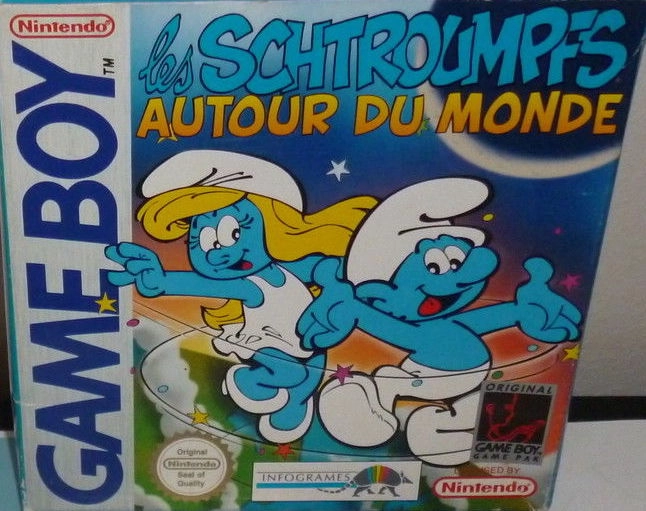 Nintendo®
GAME BOY
TM
les SCHTROUMPFS
AUTOUR DU MONDE
ORIGINAL
GAME BOY
GAME PAK
Original
Nintendo
Seal of
Quality
INFOGRAMES
BY
Nintendo®